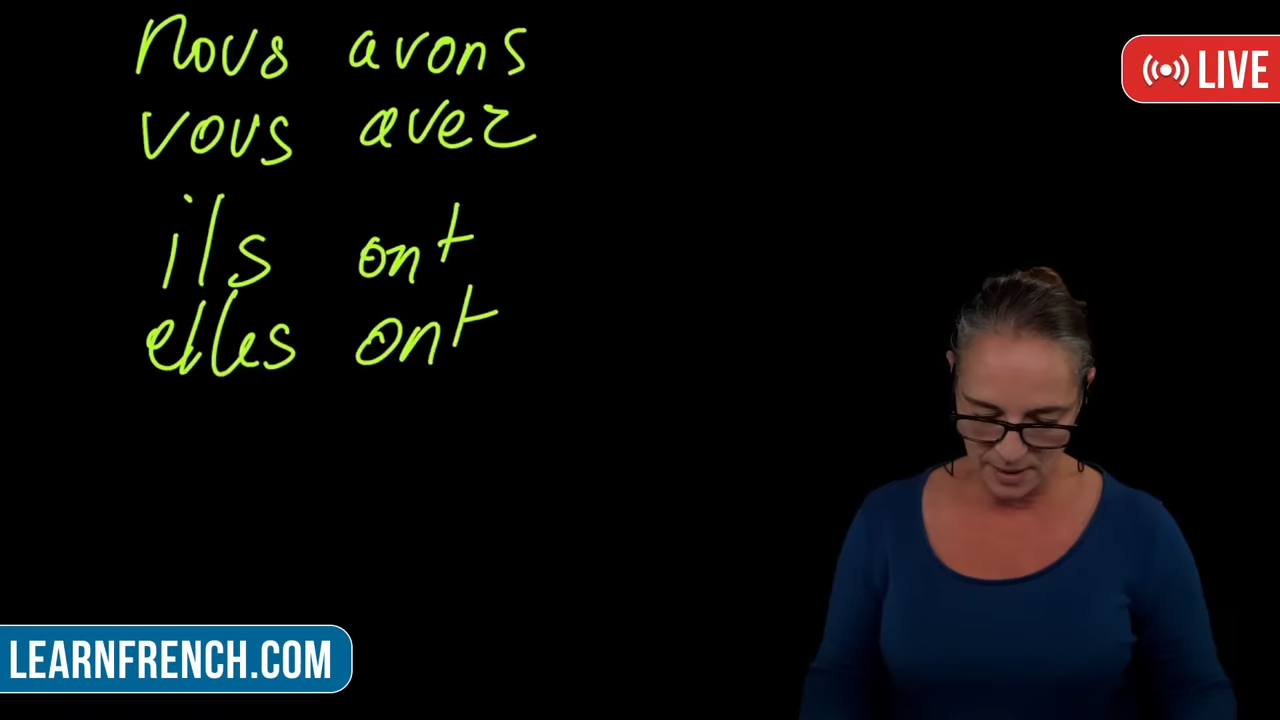 nous avons
vous avez
ils ont
elles ont
LIVE
LEARNFRENCH.COM